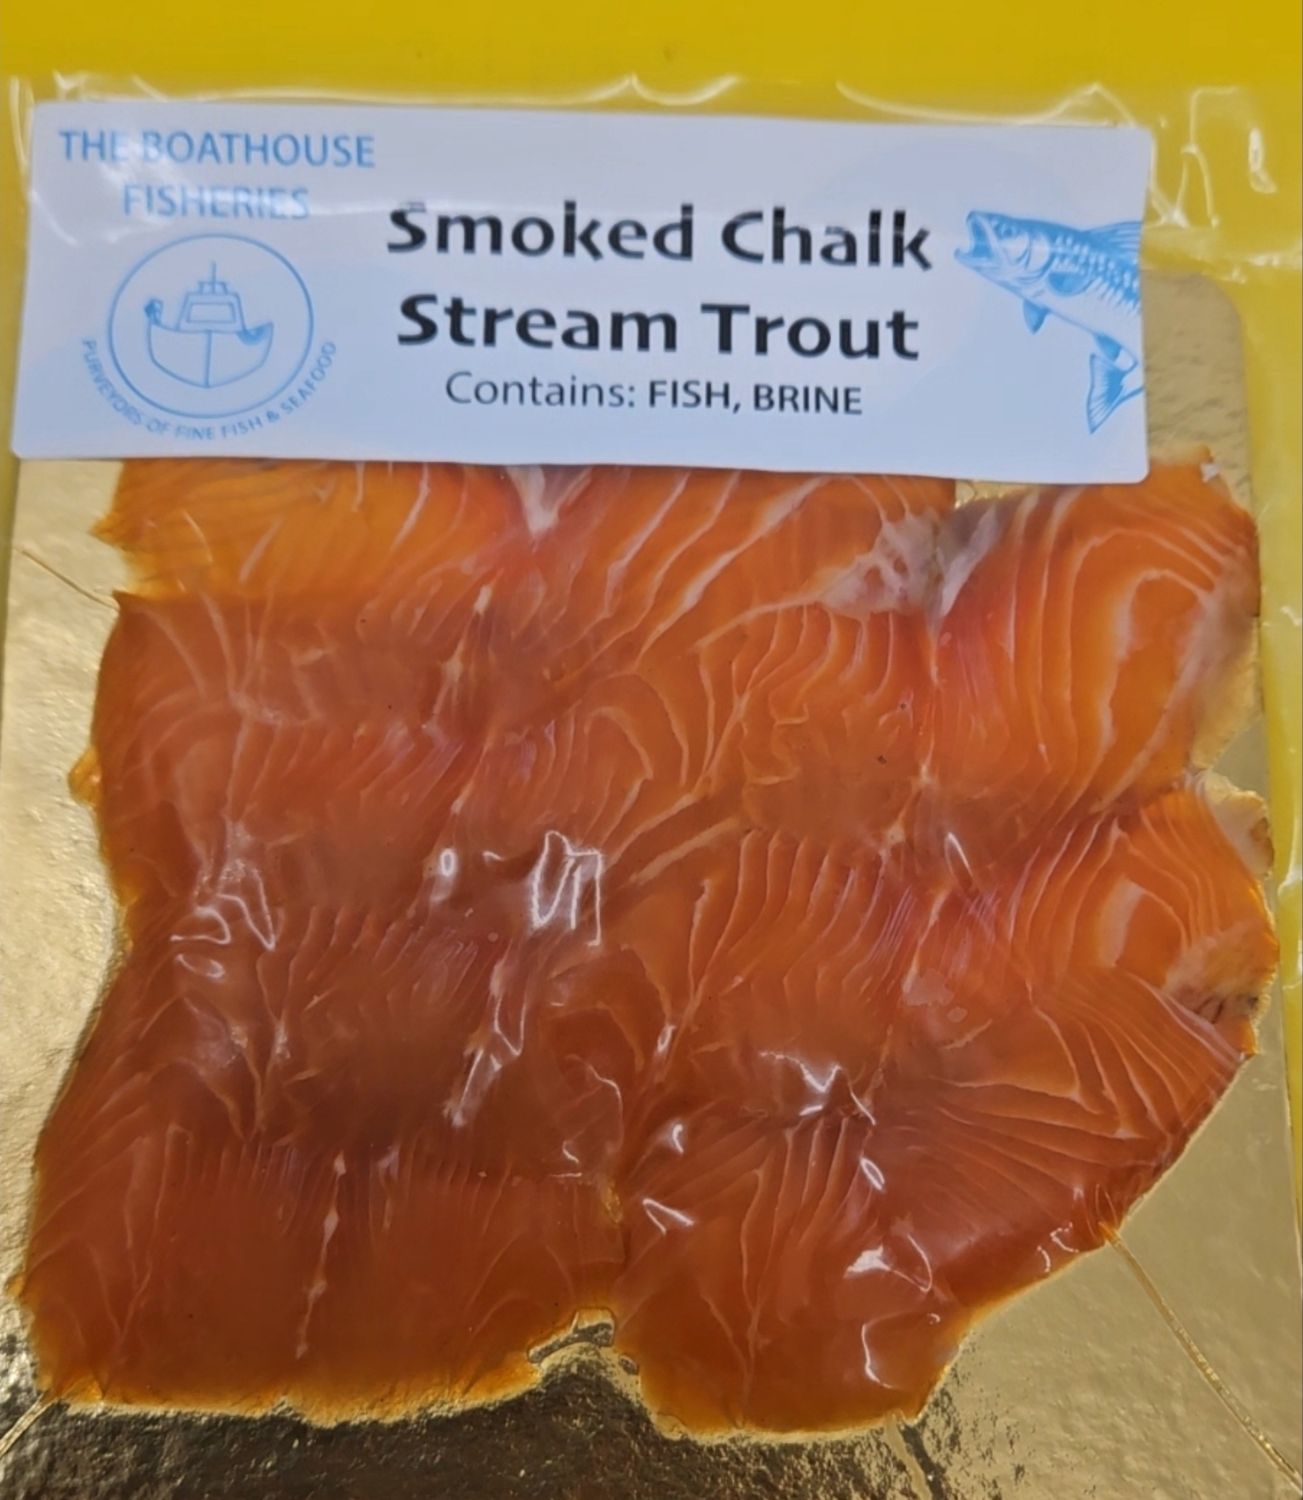 THE BOATHOUSE
FISHERIES
PURVEYORS OF FINE FISH & SEAFOOD
Smoked Chalk
Stream Trout
Contains: FISH, BRINE